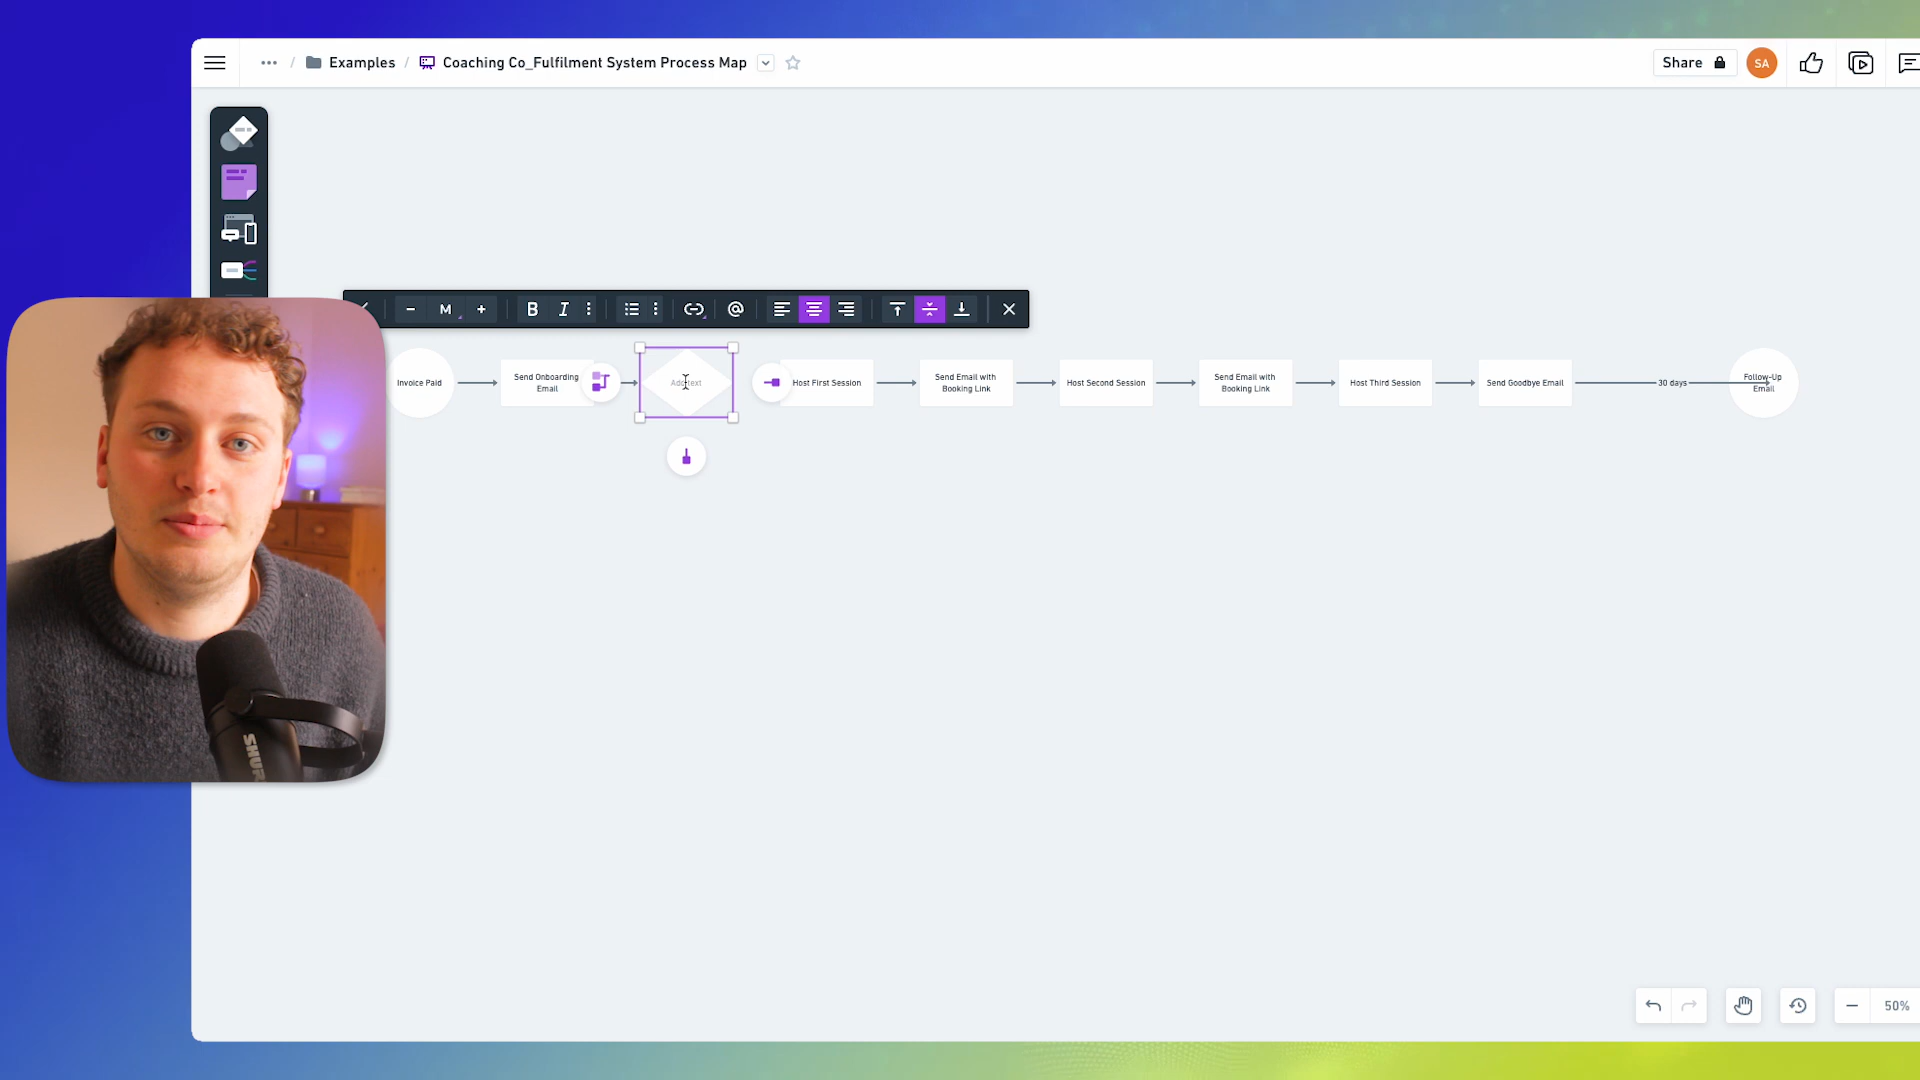 ••• / Examples / Coaching Co_Fulfilment System Process Map
Share
SA
M
B
I
@
Invoice Paid
Send Onboarding
Email
Add text
Host First Session
Send Email with
Booking Link
Host Second Session
Send Email with
Booking Link
Host Third Session
Send Goodbye Email
30 days
Follow-Up
Email
SHURE
50%